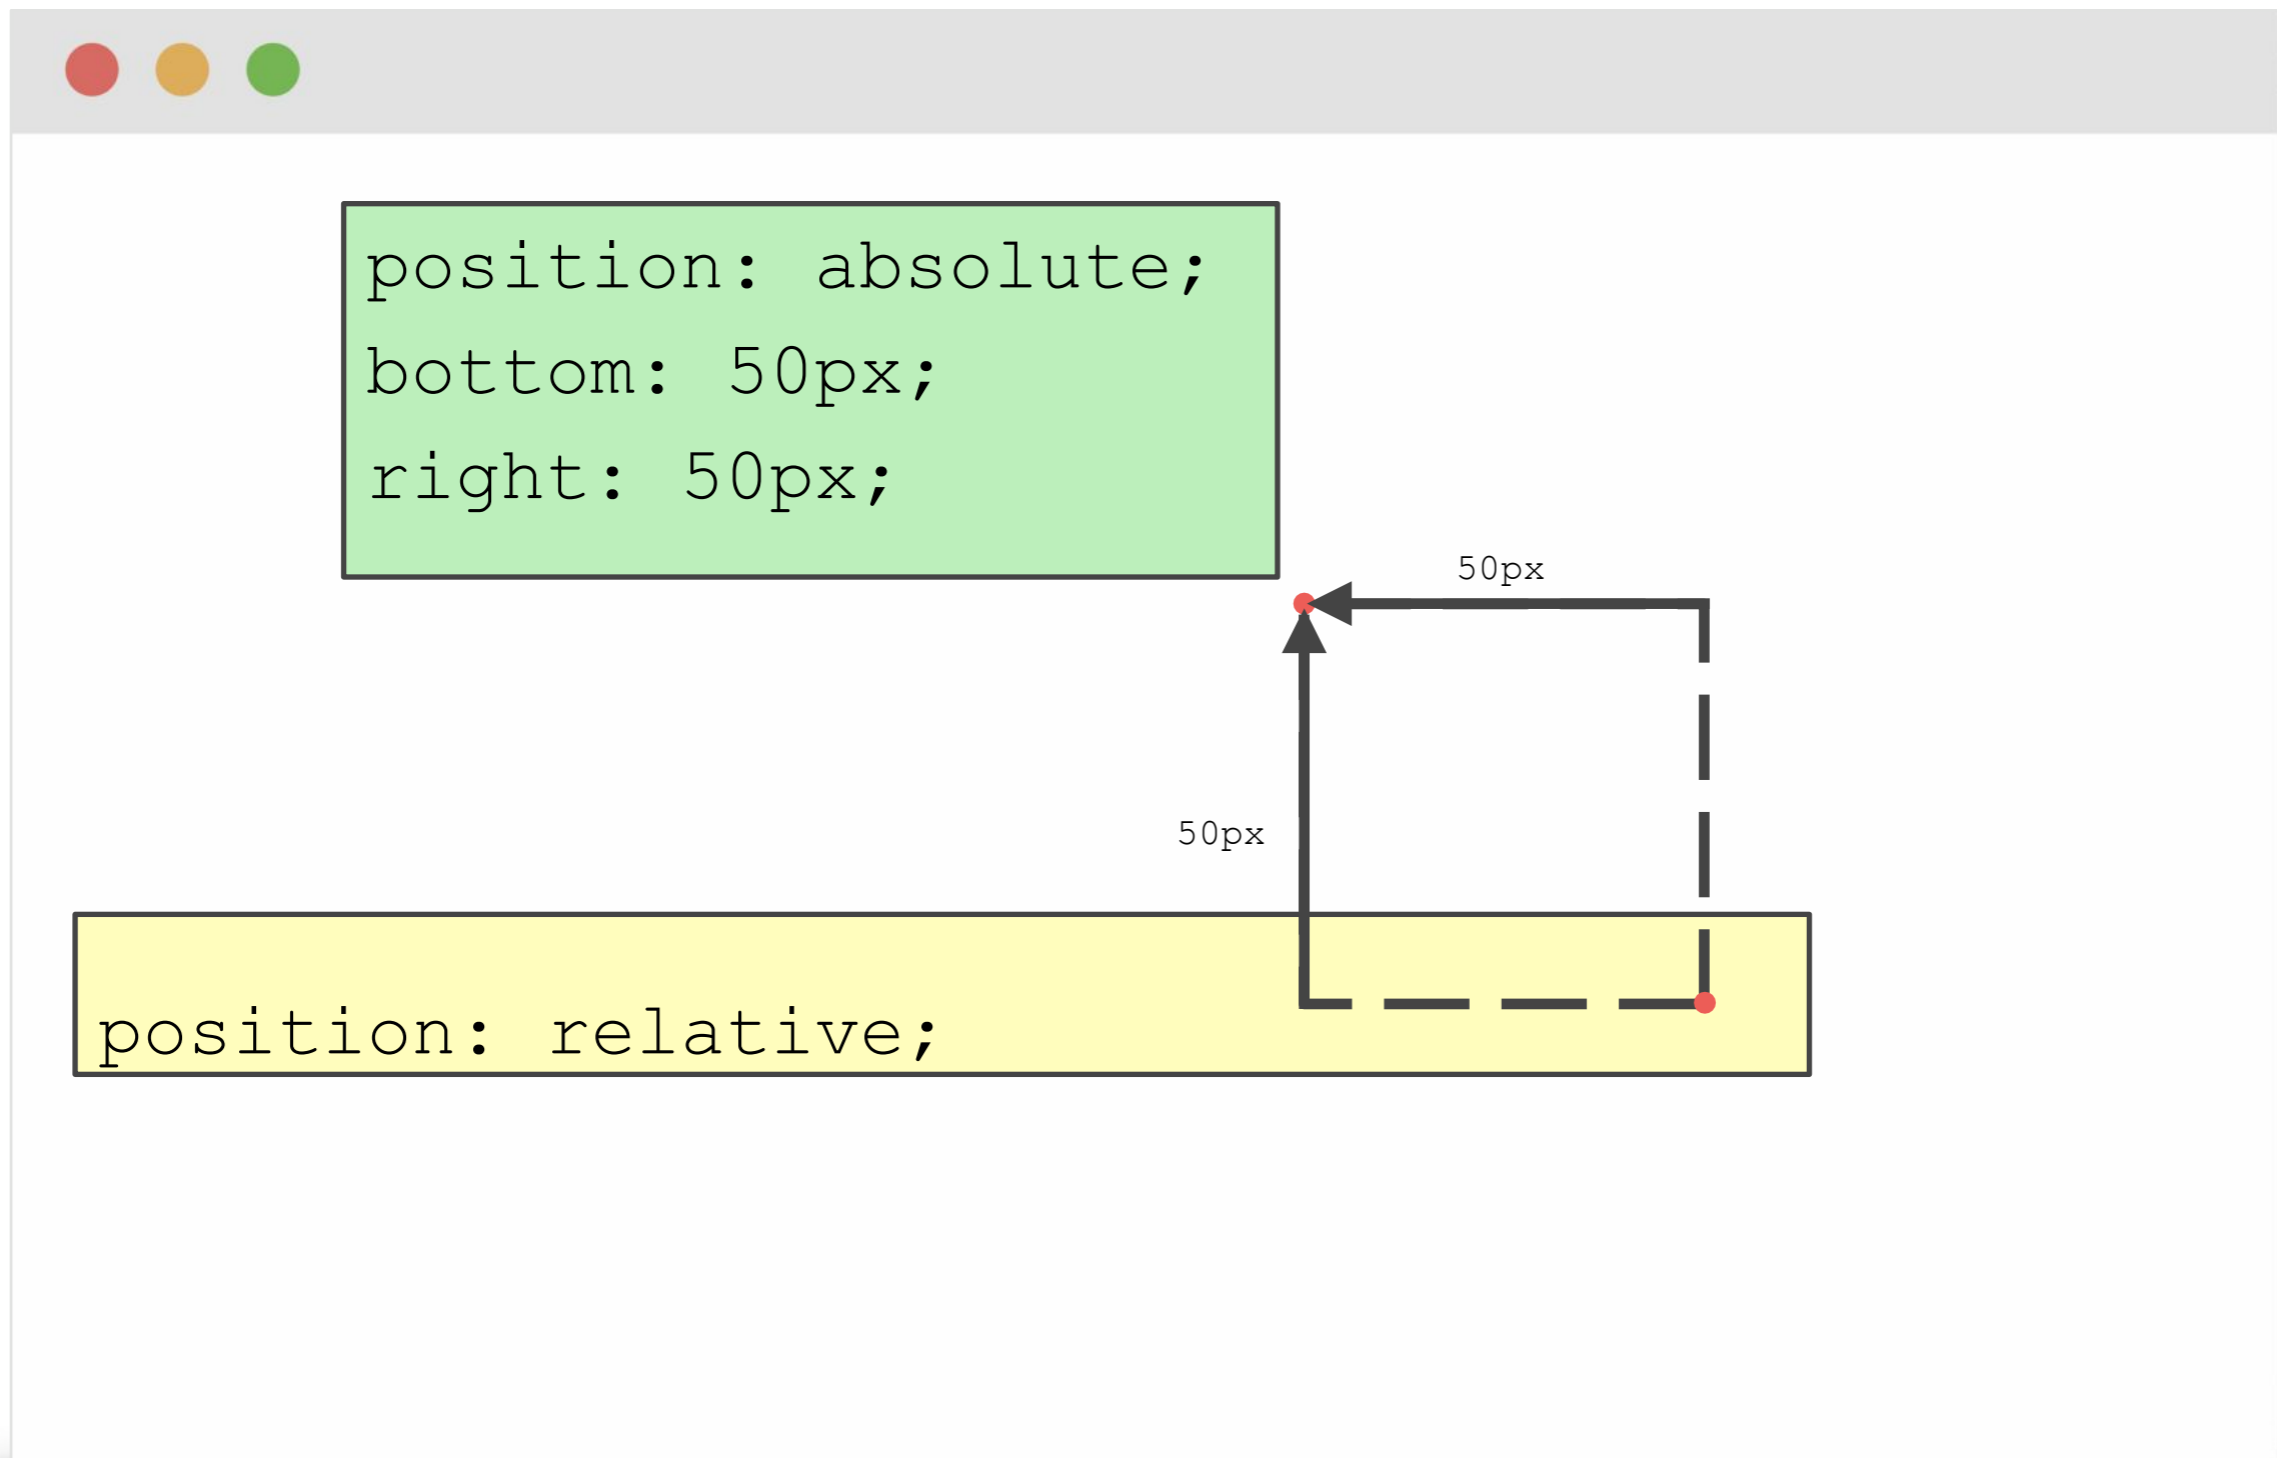 position: absolute;
bottom: 50px;
right: 50px;
50px
50px
position: relative;